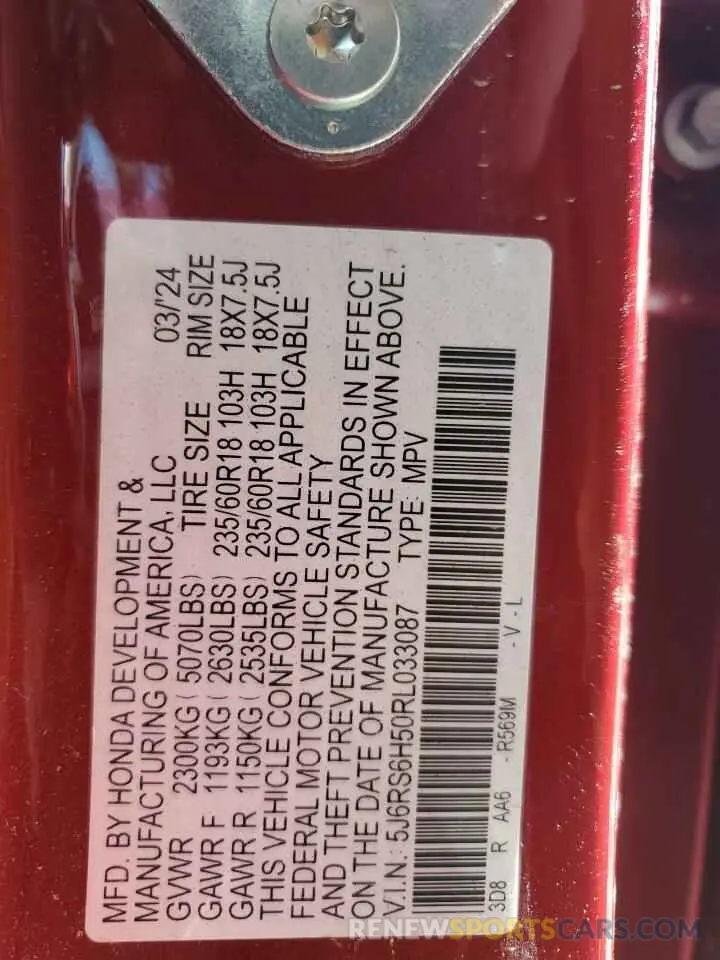 MFD. BY HONDA DEVELOPMENT &
MANUFACTURING OF AMERICA, LLC 03/'24
GVWR 2300KG ( 5070LBS) TIRE SIZE RIM SIZE
GAWR F 1193KG ( 2630LBS) 235/60R18 103H 18X7.5J
GAWR R 1150KG ( 2535LBS) 235/60R18 103H 18X7.5J
THIS VEHICLE CONFORMS TO ALL APPLICABLE
FEDERAL MOTOR VEHICLE SAFETY
AND THEFT PREVENTION STANDARDS IN EFFECT
ON THE DATE OF MANUFACTURE SHOWN ABOVE.
V.I.N.: 5J6RS6H50RL033087 TYPE: MPV
3D8 R AA6 - R569M - V - L
RENEWSPORTSCARS.COM